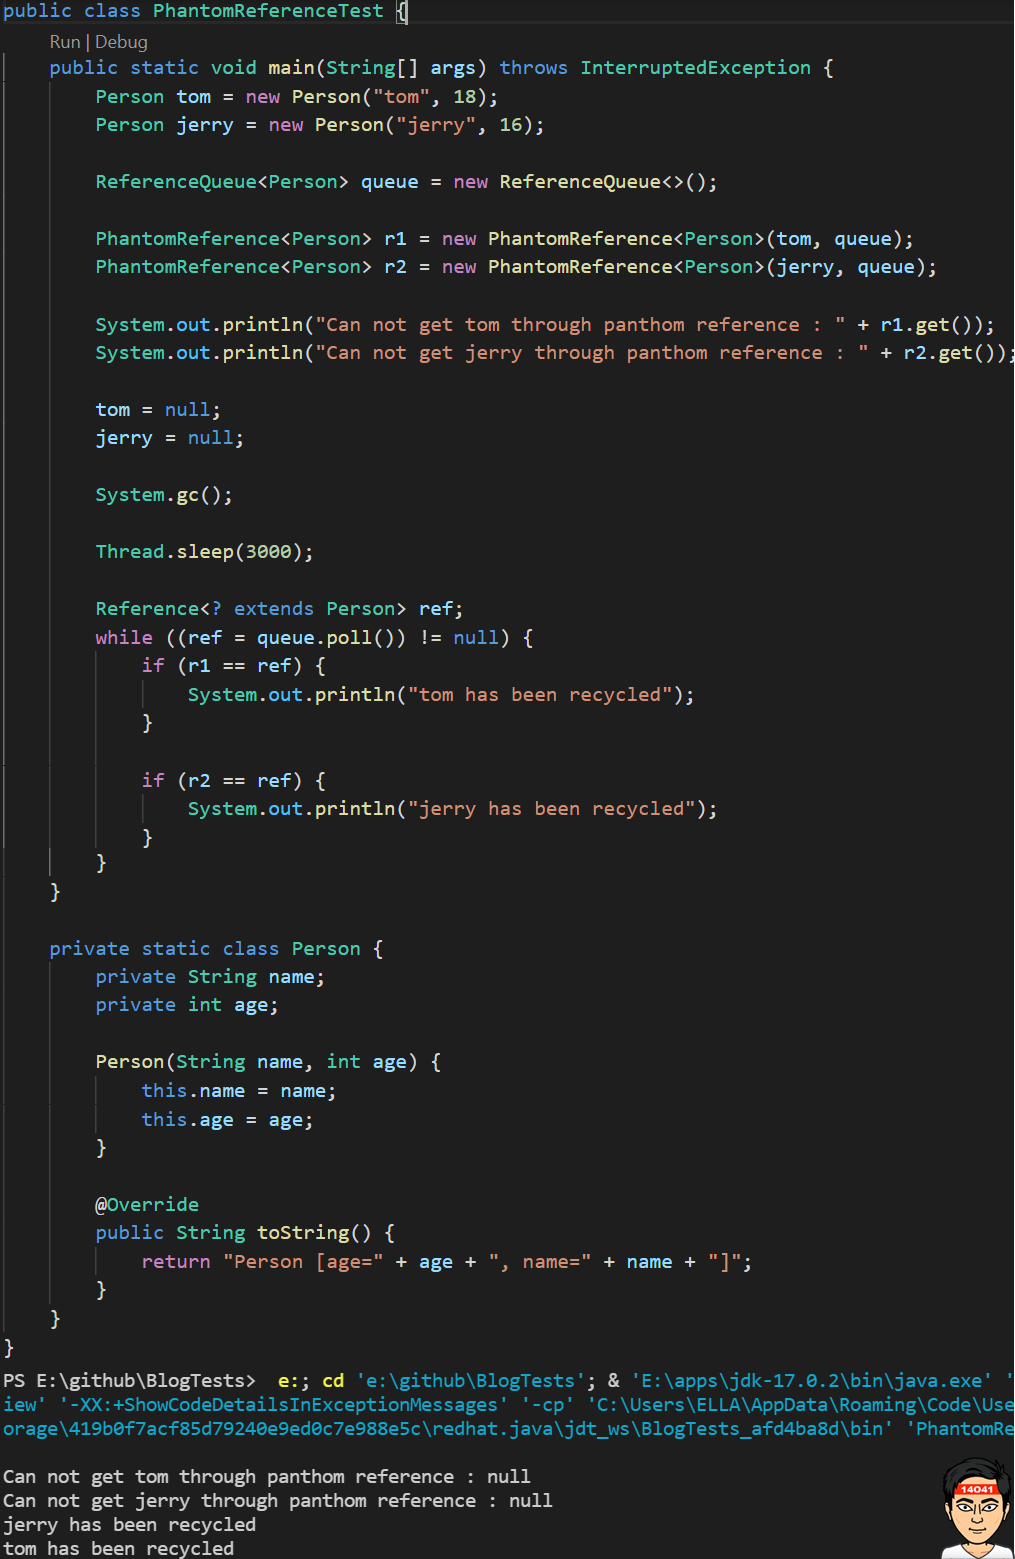 public class PhantomReferenceTest {
Run | Debug
public static void main(String[] args) throws InterruptedException {
Person tom = new Person("tom", 18);
Person jerry = new Person("jerry", 16);
ReferenceQueue<Person> queue = new ReferenceQueue<>();
PhantomReference<Person> r1 = new PhantomReference<Person>(tom, queue);
PhantomReference<Person> r2 = new PhantomReference<Person>(jerry, queue);
System.out.println("Can not get tom through panthom reference : " + r1.get());
System.out.println("Can not get jerry through panthom reference : " + r2.get());
tom = null;
jerry = null;
System.gc();
Thread.sleep(3000);
Reference<? extends Person> ref;
while ((ref = queue.poll()) != null) {
if (r1 == ref) {
System.out.println("tom has been recycled");
}
if (r2 == ref) {
System.out.println("jerry has been recycled");
}
}
}
private static class Person {
private String name;
private int age;
Person(String name, int age) {
this.name = name;
this.age = age;
}
@Override
public String toString() {
return "Person [age=" + age + ", name=" + name + "]";
}
}
}
PS E:\github\BlogTests>  e:; cd 'e:\github\BlogTests'; & 'E:\apps\jdk-17.0.2\bin\java.exe' '
iew' '-XX:+ShowCodeDetailsInExceptionMessages' '-cp' 'C:\Users\ELLA\AppData\Roaming\Code\Use
orage\419b0f7acf85d79240e9ed0c7e988e5c\redhat.java\jdt_ws\BlogTests_afd4ba8d\bin' 'PhantomRe
Can not get tom through panthom reference : null
Can not get jerry through panthom reference : null
jerry has been recycled
tom has been recycled
14041